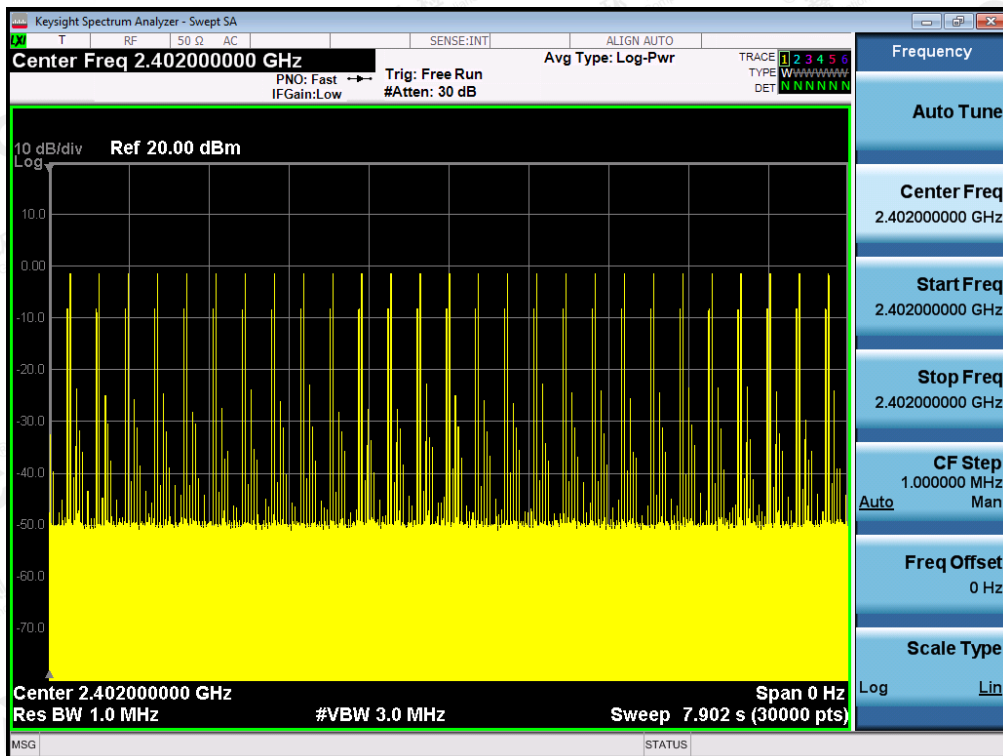 Keysight Spectrum Analyzer - Swept SA
LXI T RF 50 Ω AC SENSE:INT ALIGN AUTO
Center Freq 2.402000000 GHz
PNO: Fast
IFGain:Low
Trig: Free Run
#Atten: 30 dB
Avg Type: Log-Pwr
TRACE 1 2 3 4 5 6
TYPE W
DET N N N N N N
10 dB/div Ref 20.00 dBm
Log
10.0
0.00
-10.0
-20.0
-30.0
-40.0
-50.0
-60.0
-70.0
Center 2.402000000 GHz Span 0 Hz
Res BW 1.0 MHz #VBW 3.0 MHz Sweep 7.902 s (30000 pts)
MSG STATUS
Frequency
Auto Tune
Center Freq
2.402000000 GHz
Start Freq
2.402000000 GHz
Stop Freq
2.402000000 GHz
CF Step
1.000000 MHz
Auto Man
Freq Offset
0 Hz
Scale Type
Log Lin